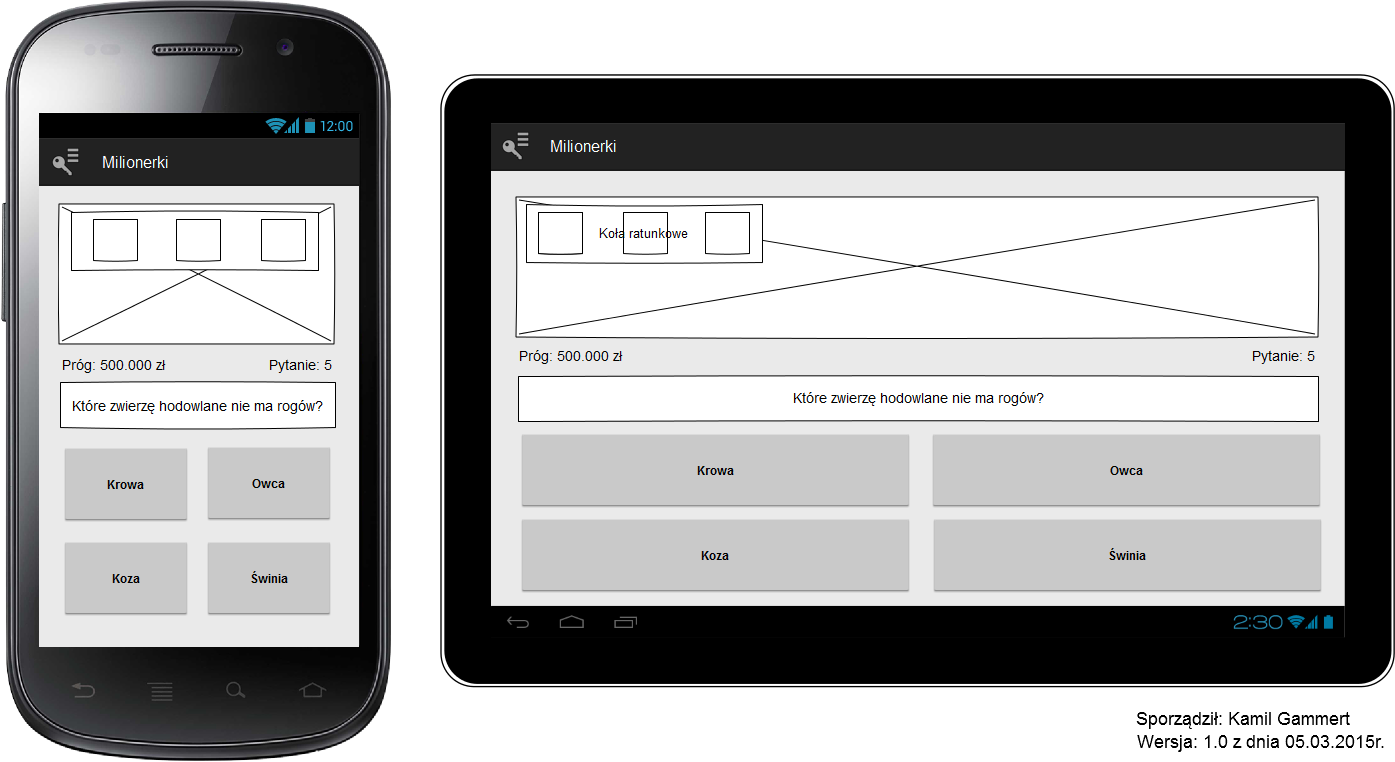 12:00
Milionerki
Próg: 500.000 zł
Pytanie: 5
Które zwierzę hodowlane nie ma rogów?
Krowa
Owca
Koza
Świnia
Milionerki
Koła ratunkowe
Próg: 500.000 zł
Pytanie: 5
Które zwierzę hodowlane nie ma rogów?
Krowa
Owca
Koza
Świnia
2:30
Sporządził: Kamil Gammert
Wersja: 1.0 z dnia 05.03.2015r.